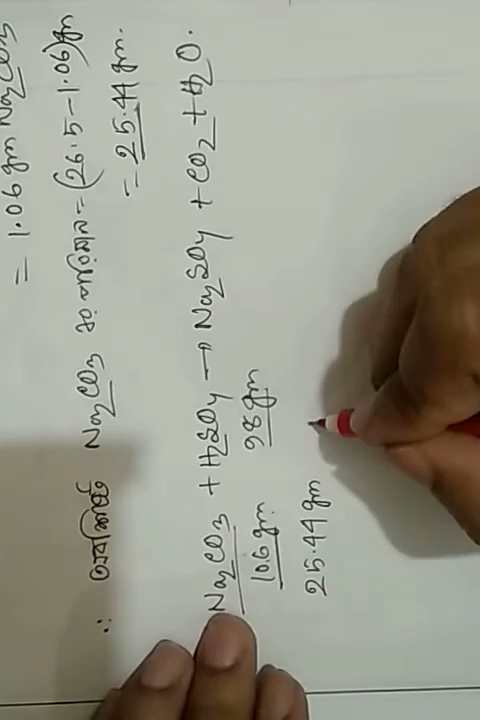 = 1.06 gm Na2CO3
∴ অবশিষ্ট Na2CO3 এর পরিমাণ = (26.5-1.06) gm
= 25.44 gm.
Na2CO3 + H2SO4 → Na2SO4 + CO2 + H2O.
106 gm 98 gm
25.44 gm